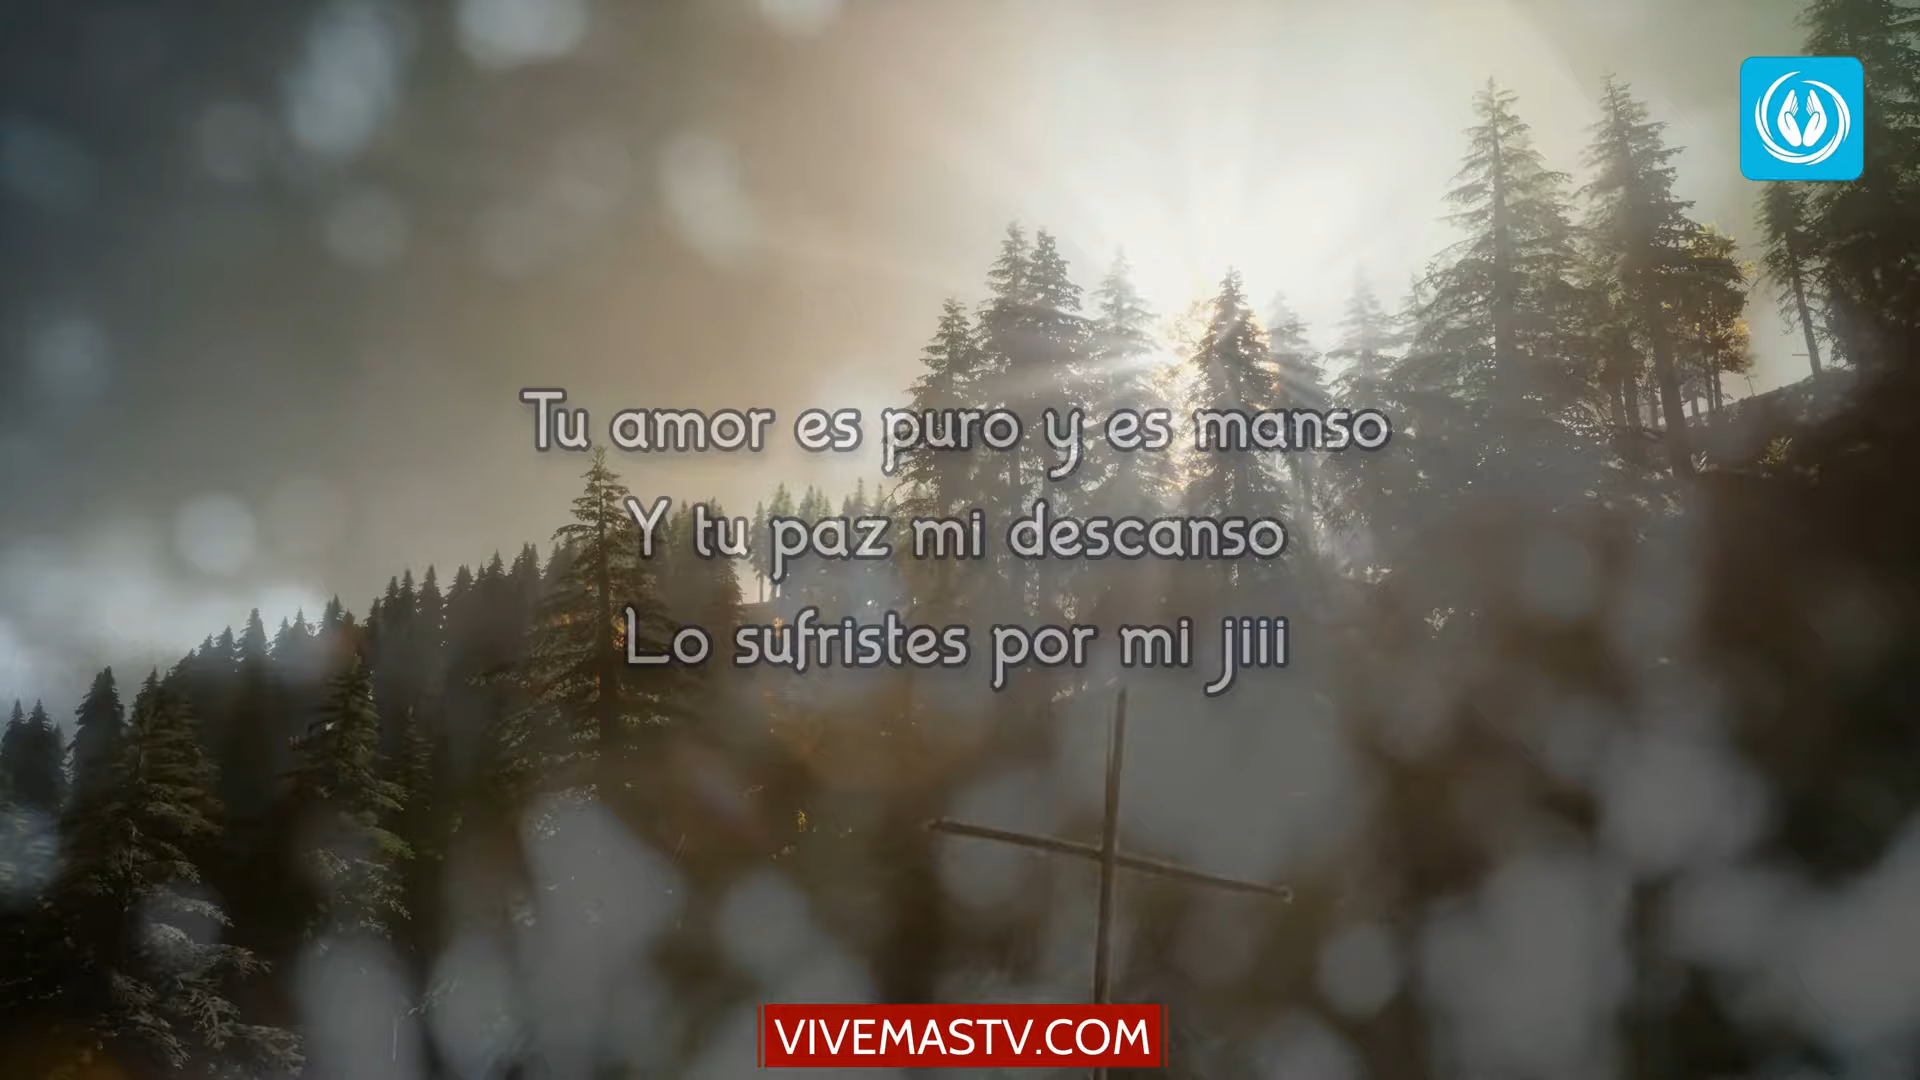 Tu amor es puro y es manso
Y tu paz mi descanso
Lo sufristes por mi jiii
VIVEMASTV.COM